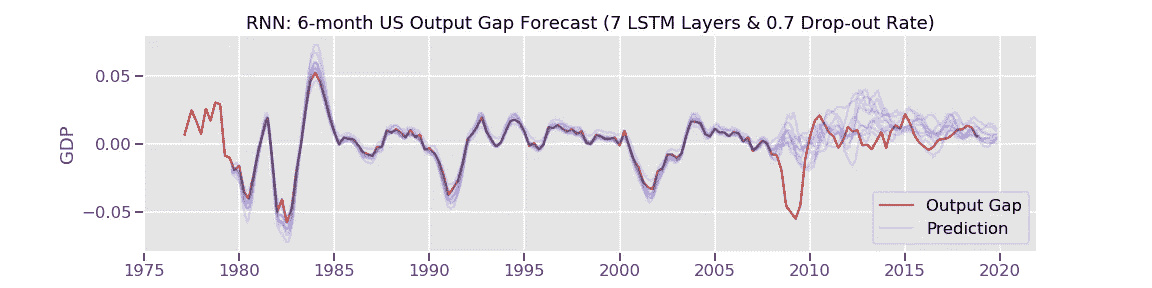 RNN: 6-month US Output Gap Forecast (7 LSTM Layers & 0.7 Drop-out Rate)
0.05
0.00
−0.05
GDP
Output Gap
Prediction
1975 1980 1985 1990 1995 2000 2005 2010 2015 2020